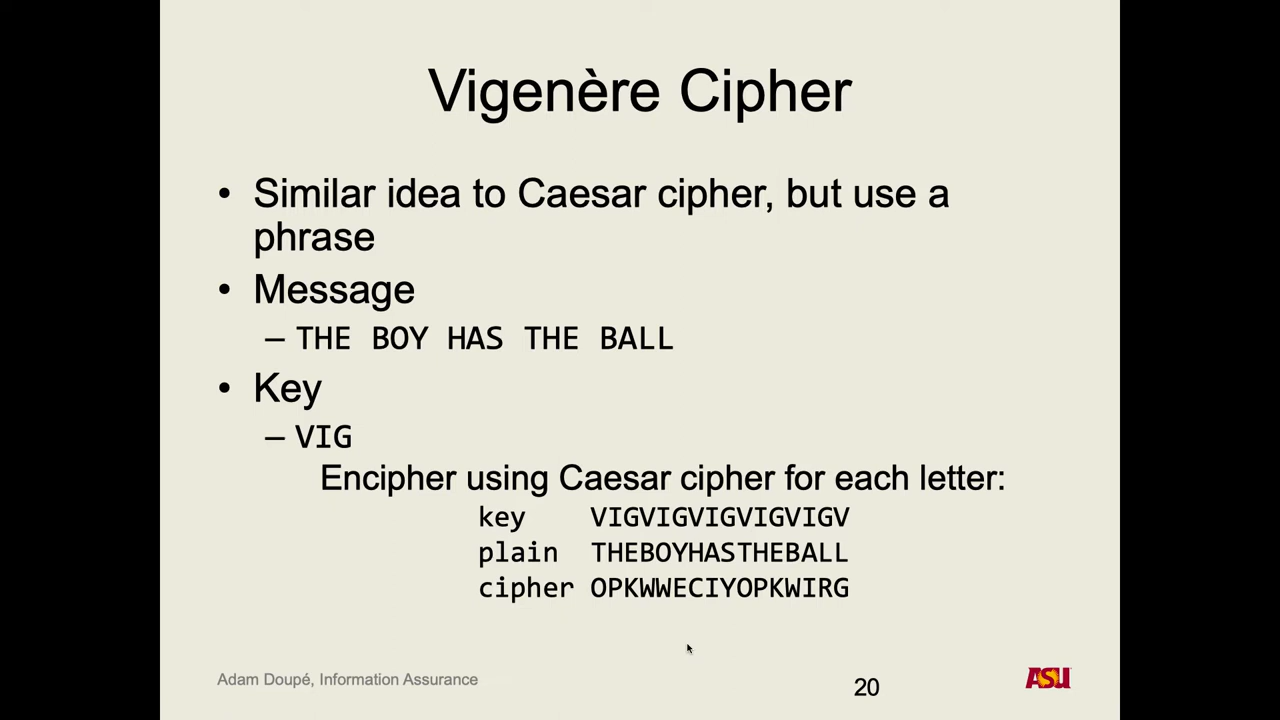 Vigenère Cipher
• Similar idea to Caesar cipher, but use a
phrase
• Message
– THE BOY HAS THE BALL
• Key
– VIG
Encipher using Caesar cipher for each letter:
key VIGVIGVIGVIGVIGV
plain THEBOYHASTHEBALL
cipher OPKWWECIYOPKWIRG
Adam Doupé, Information Assurance
20
ASU